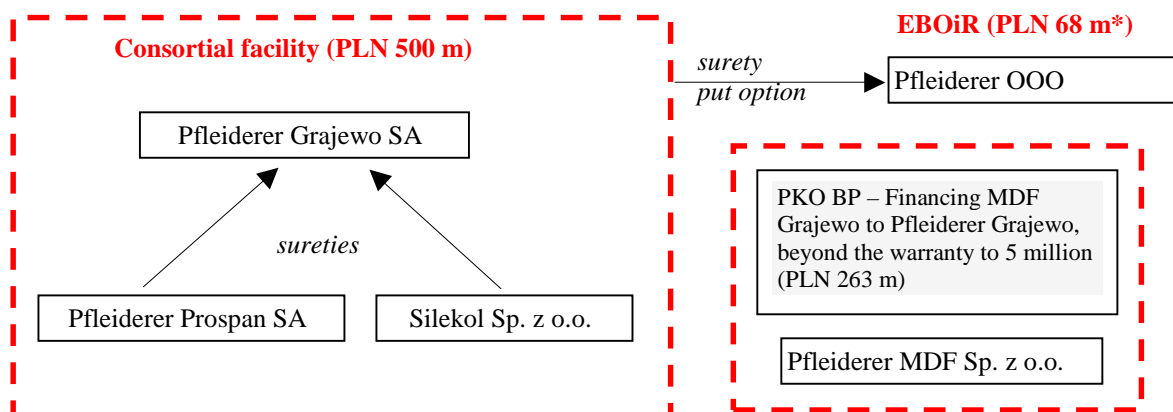 Consortial facility (PLN 500 m)
EBOiR (PLN 68 m*)
surety
put option
Pfleiderer OOO
Pfleiderer Grajewo SA
sureties
Pfleiderer Prospan SA
Silekol Sp. z o.o.
PKO BP – Financing MDF
Grajewo to Pfleiderer Grajewo,
beyond the warranty to 5 million
(PLN 263 m)
Pfleiderer MDF Sp. z o.o.